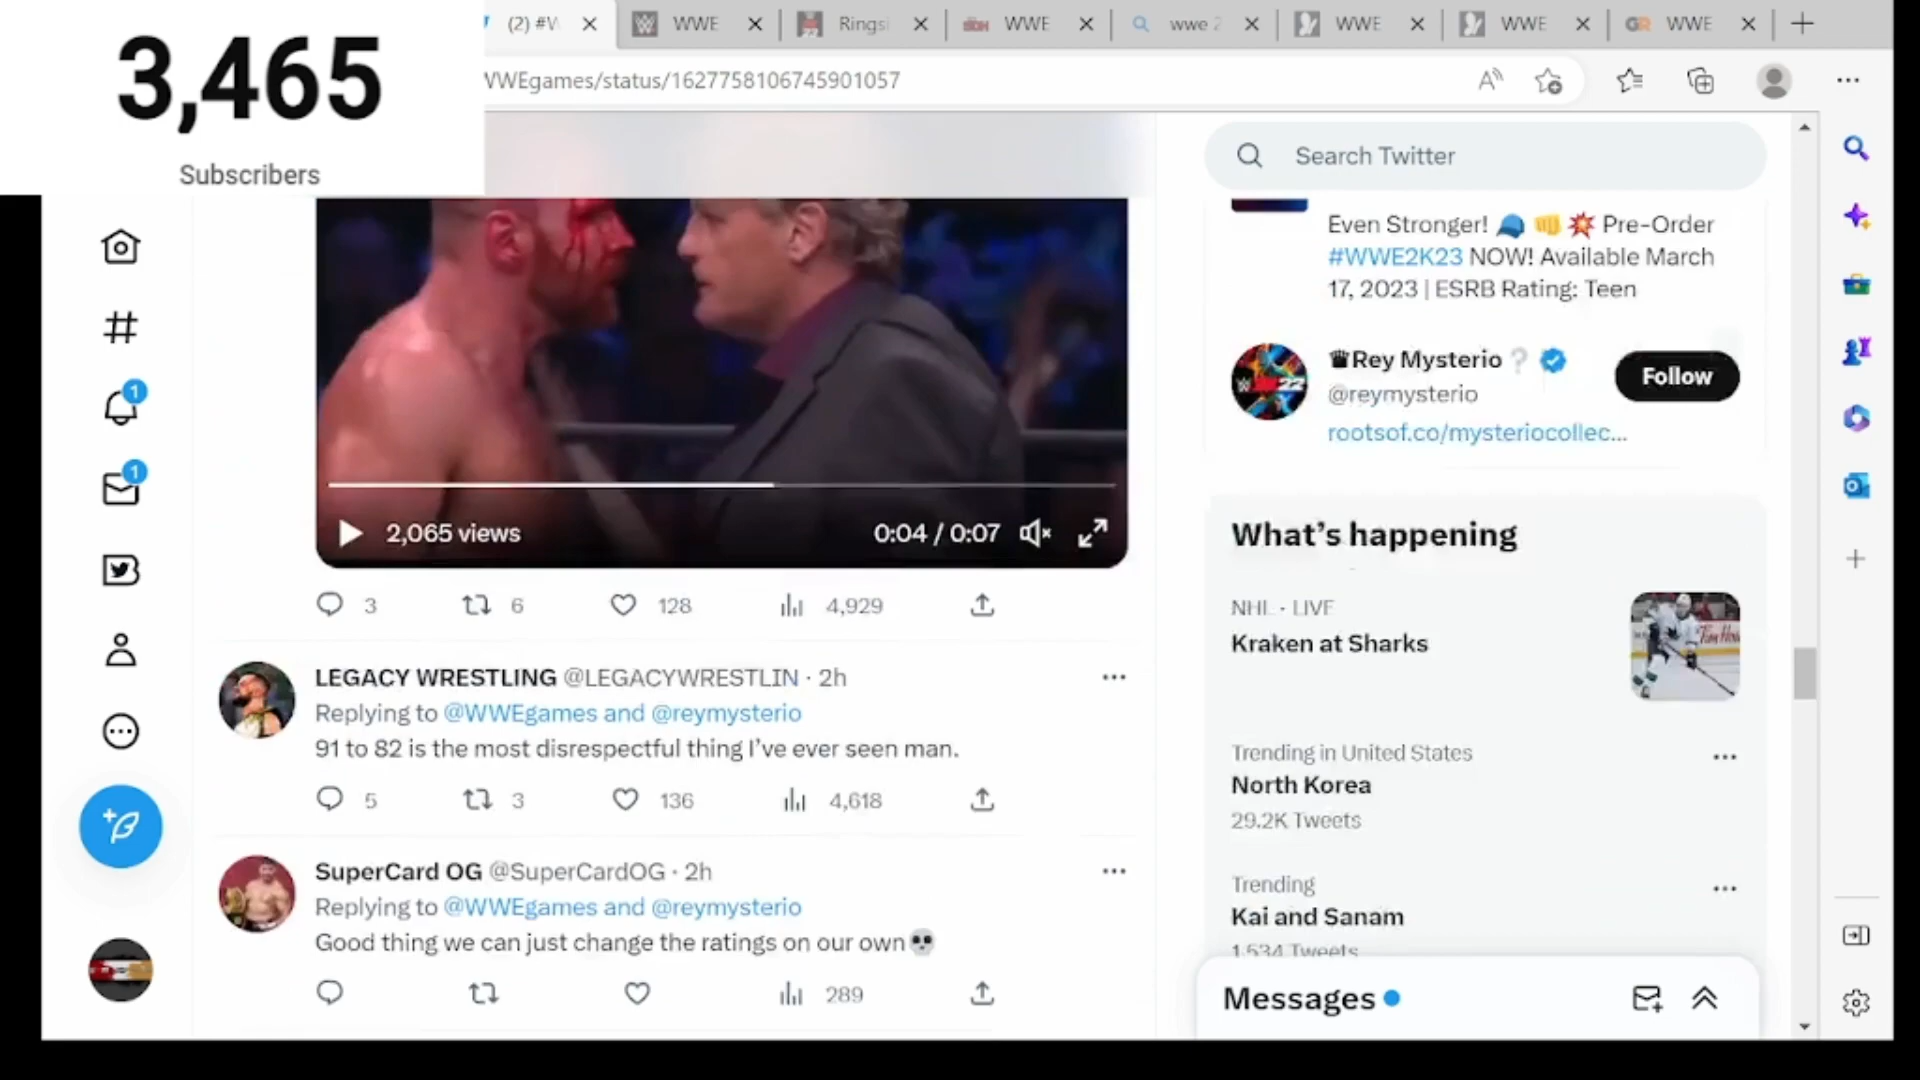 3,465
Subscribers
(2) #W
WWE
Rings
WWE
wwe 2
WWE
WWE
WWE
WWEgames/status/1627758106745901057
Search Twitter
Even Stronger! 🧢 👊 💥 Pre-Order
#WWE2K23 NOW! Available March
17, 2023 | ESRB Rating: Teen
♛Rey Mysterio ❔
@reymysterio
Follow
rootsof.co/mysteriocollec...
2,065 views
0:04 / 0:07
3 6 128 4,929
LEGACY WRESTLING @LEGACYWRESTLIN · 2h
Replying to @WWEgames and @reymysterio
91 to 82 is the most disrespectful thing I've ever seen man.
5 3 136 4,618
SuperCard OG @SuperCardOG · 2h
Replying to @WWEgames and @reymysterio
Good thing we can just change the ratings on our own💀
289
1
1
What's happening
NHL · LIVE
Kraken at Sharks
Trending in United States
North Korea
29.2K Tweets
Trending
Kai and Sanam
1,534 Tweets
Messages